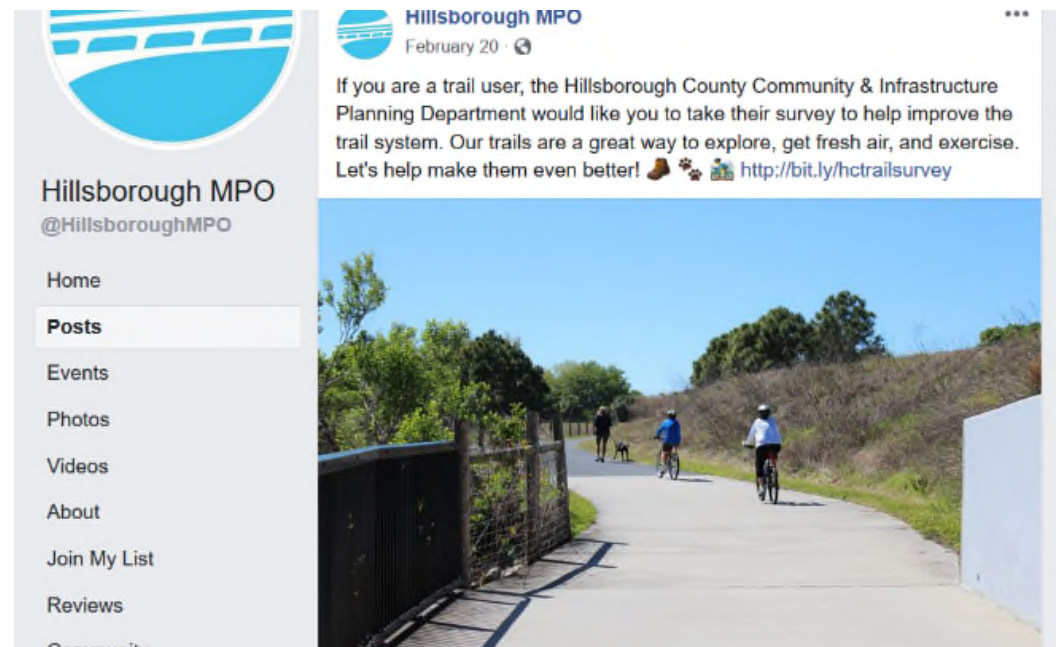 Hillsborough MPO
@HillsboroughMPO
Home
Posts
Events
Photos
Videos
About
Join My List
Reviews
Community
Hillsborough MPO
February 20
If you are a trail user, the Hillsborough County Community & Infrastructure
Planning Department would like you to take their survey to help improve the
trail system. Our trails are a great way to explore, get fresh air, and exercise.
Let's help make them even better! 🥾 🐾 🚵 http://bit.ly/hctrailsurvey